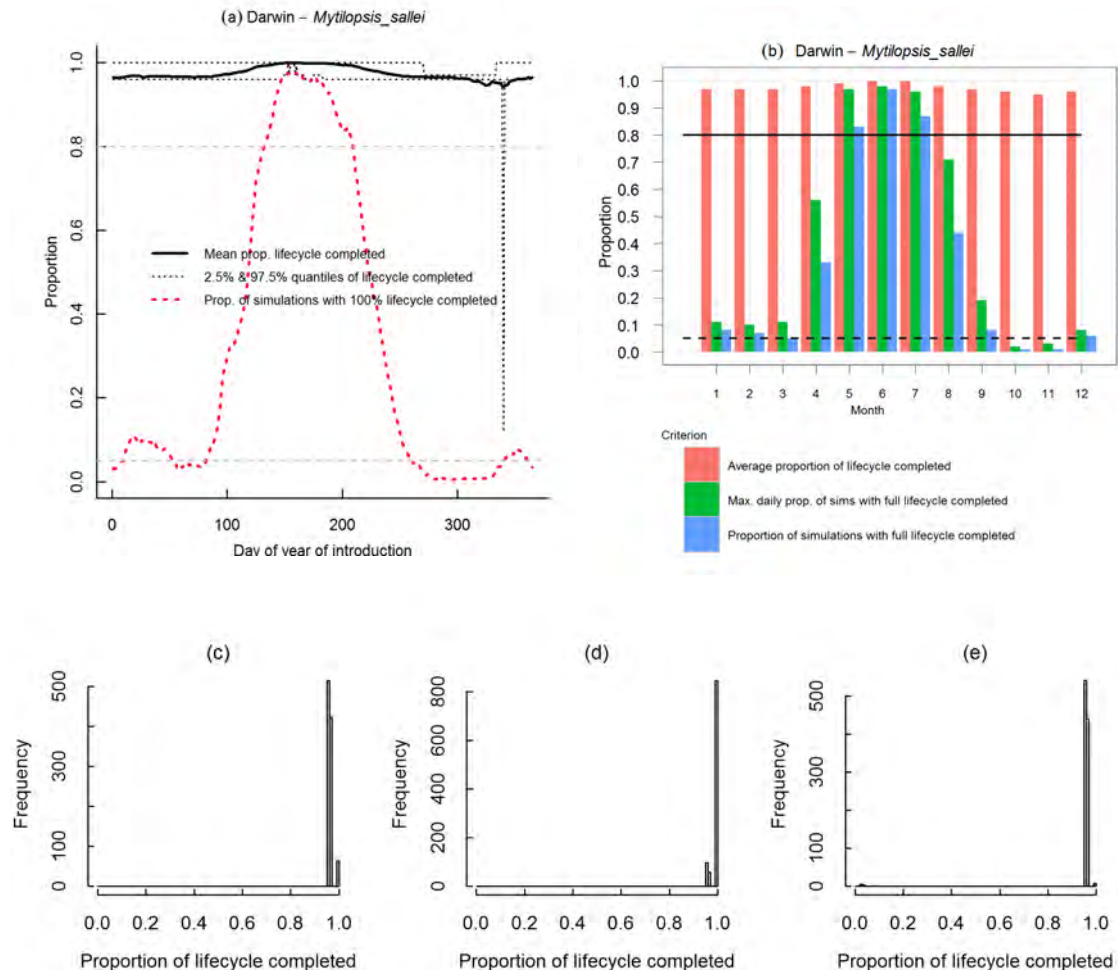 (a) Darwin – Mytilopsis_sallei
1.0
0.8
0.6
0.4
0.2
0.0
Proportion
Mean prop. lifecycle completed
2.5% & 97.5% quantiles of lifecycle completed
Prop. of simulations with 100% lifecycle completed
0 100 200 300
Day of year of introduction
(b) Darwin – Mytilopsis_sallei
1.0
0.9
0.8
0.7
0.6
0.5
0.4
0.3
0.2
0.1
0.0
Proportion
1 2 3 4 5 6 7 8 9 10 11 12
Month
Criterion
Average proportion of lifecycle completed
Max. daily prop. of sims with full lifecycle completed
Proportion of simulations with full lifecycle completed
(c)
500
300
100
0
Frequency
0.0 0.2 0.4 0.6 0.8 1.0
Proportion of lifecycle completed
(d)
800
600
400
200
0
Frequency
0.0 0.2 0.4 0.6 0.8 1.0
Proportion of lifecycle completed
(e)
500
300
100
0
Frequency
0.0 0.2 0.4 0.6 0.8 1.0
Proportion of lifecycle completed